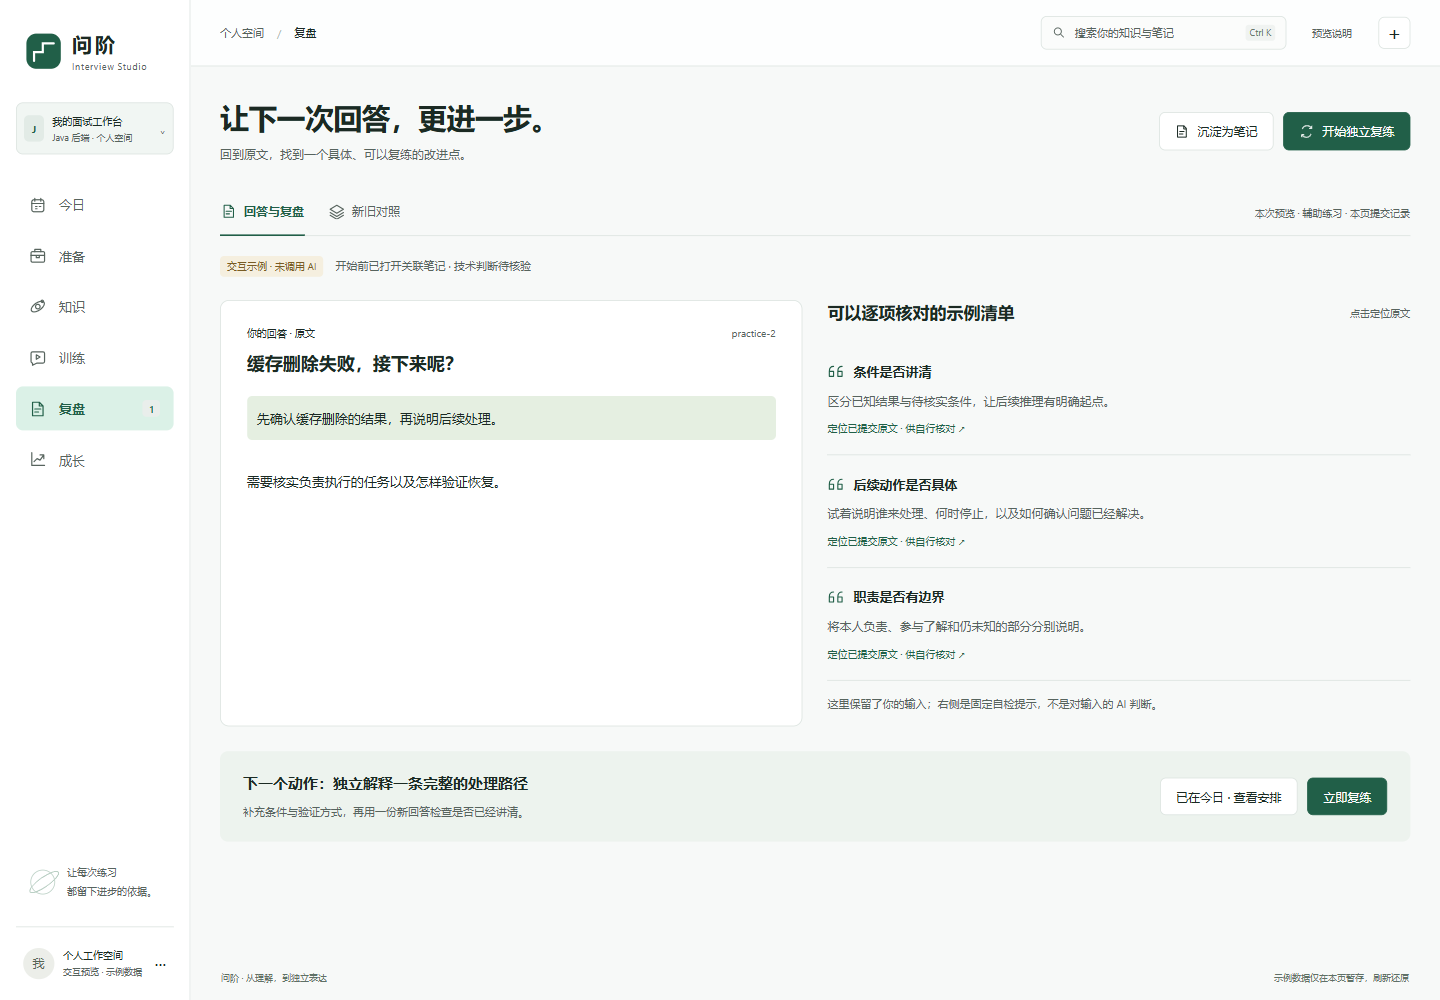 问阶
Interview Studio
J
我的面试工作台
Java 后端 · 个人空间
今日
准备
知识
训练
复盘
1
成长
让每次练习
都留下进步的依据。
我
个人工作空间
交互预览 · 示例数据
...
个人空间 / 复盘
搜索你的知识与笔记
Ctrl K
预览说明
+
让下一次回答，更进一步。
回到原文，找到一个具体、可以复练的改进点。
沉淀为笔记
开始独立复练
回答与复盘
新旧对照
本次预览 · 辅助练习 · 本页提交记录
交互示例 · 未调用 AI
开始前已打开关联笔记 · 技术判断待核验
你的回答 · 原文
practice-2
缓存删除失败，接下来呢？
先确认缓存删除的结果，再说明后续处理。
需要核实负责执行的任务以及怎样验证恢复。
可以逐项核对的示例清单
点击定位原文
条件是否讲清
区分已知结果与待核实条件，让后续推理有明确起点。
定位已提交原文 · 供自行核对 ↗
后续动作是否具体
试着说明谁来处理、何时停止，以及如何确认问题已经解决。
定位已提交原文 · 供自行核对 ↗
职责是否有边界
将本人负责、参与了解和仍未知的部分分别说明。
定位已提交原文 · 供自行核对 ↗
这里保留了你的输入；右侧是固定自检提示，不是对输入的 AI 判断。
下一个动作：独立解释一条完整的处理路径
补充条件与验证方式，再用一份新回答检查是否已经讲清。
已在今日 · 查看安排
立即复练
问阶 · 从理解，到独立表达
示例数据仅在本页暂存，刷新还原